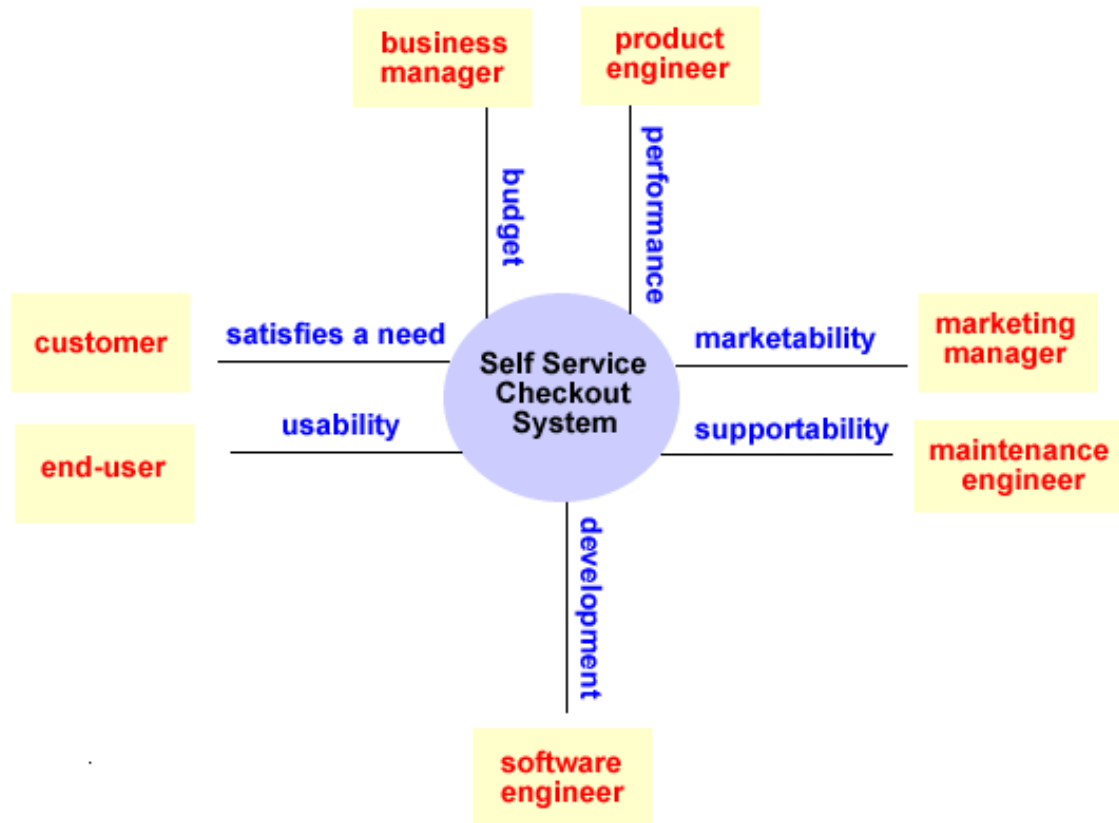 business
manager
product
engineer
budget
performance
customer
satisfies a need
Self Service
Checkout
System
marketability
marketing
manager
end-user
usability
supportability
maintenance
engineer
development
software
engineer